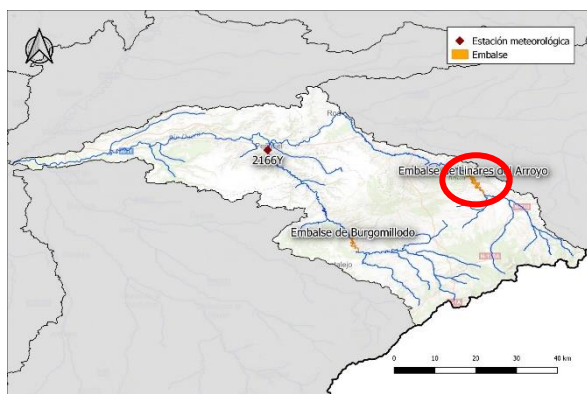 Estación meteorológica
Embalse
2166Y
Embalse de Linares del Arroyo
Embalse de Burgomillodo
0 10 20 30 40 km